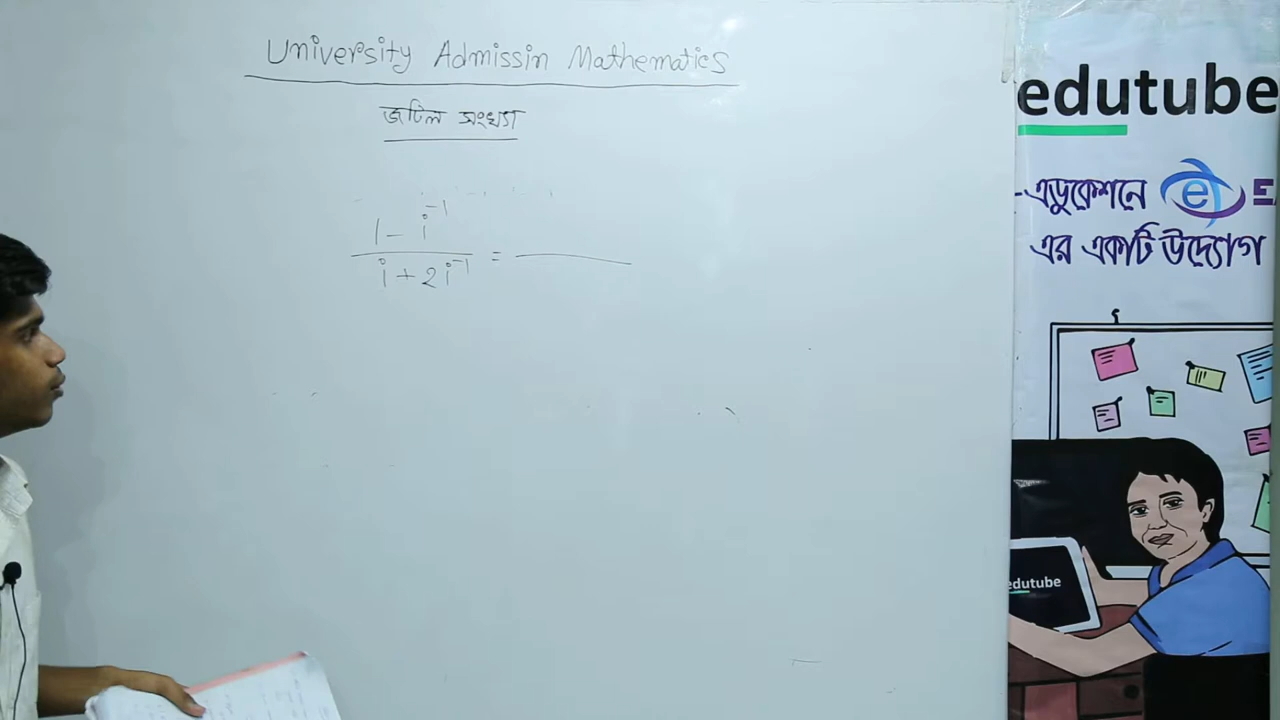 University Admissin Mathematics
জটিল সংখ্যা
1 - i⁻¹
i + 2i⁻¹ =
edutube
-এডুকেশনে e
এর একটি উদ্যোগ
edutube